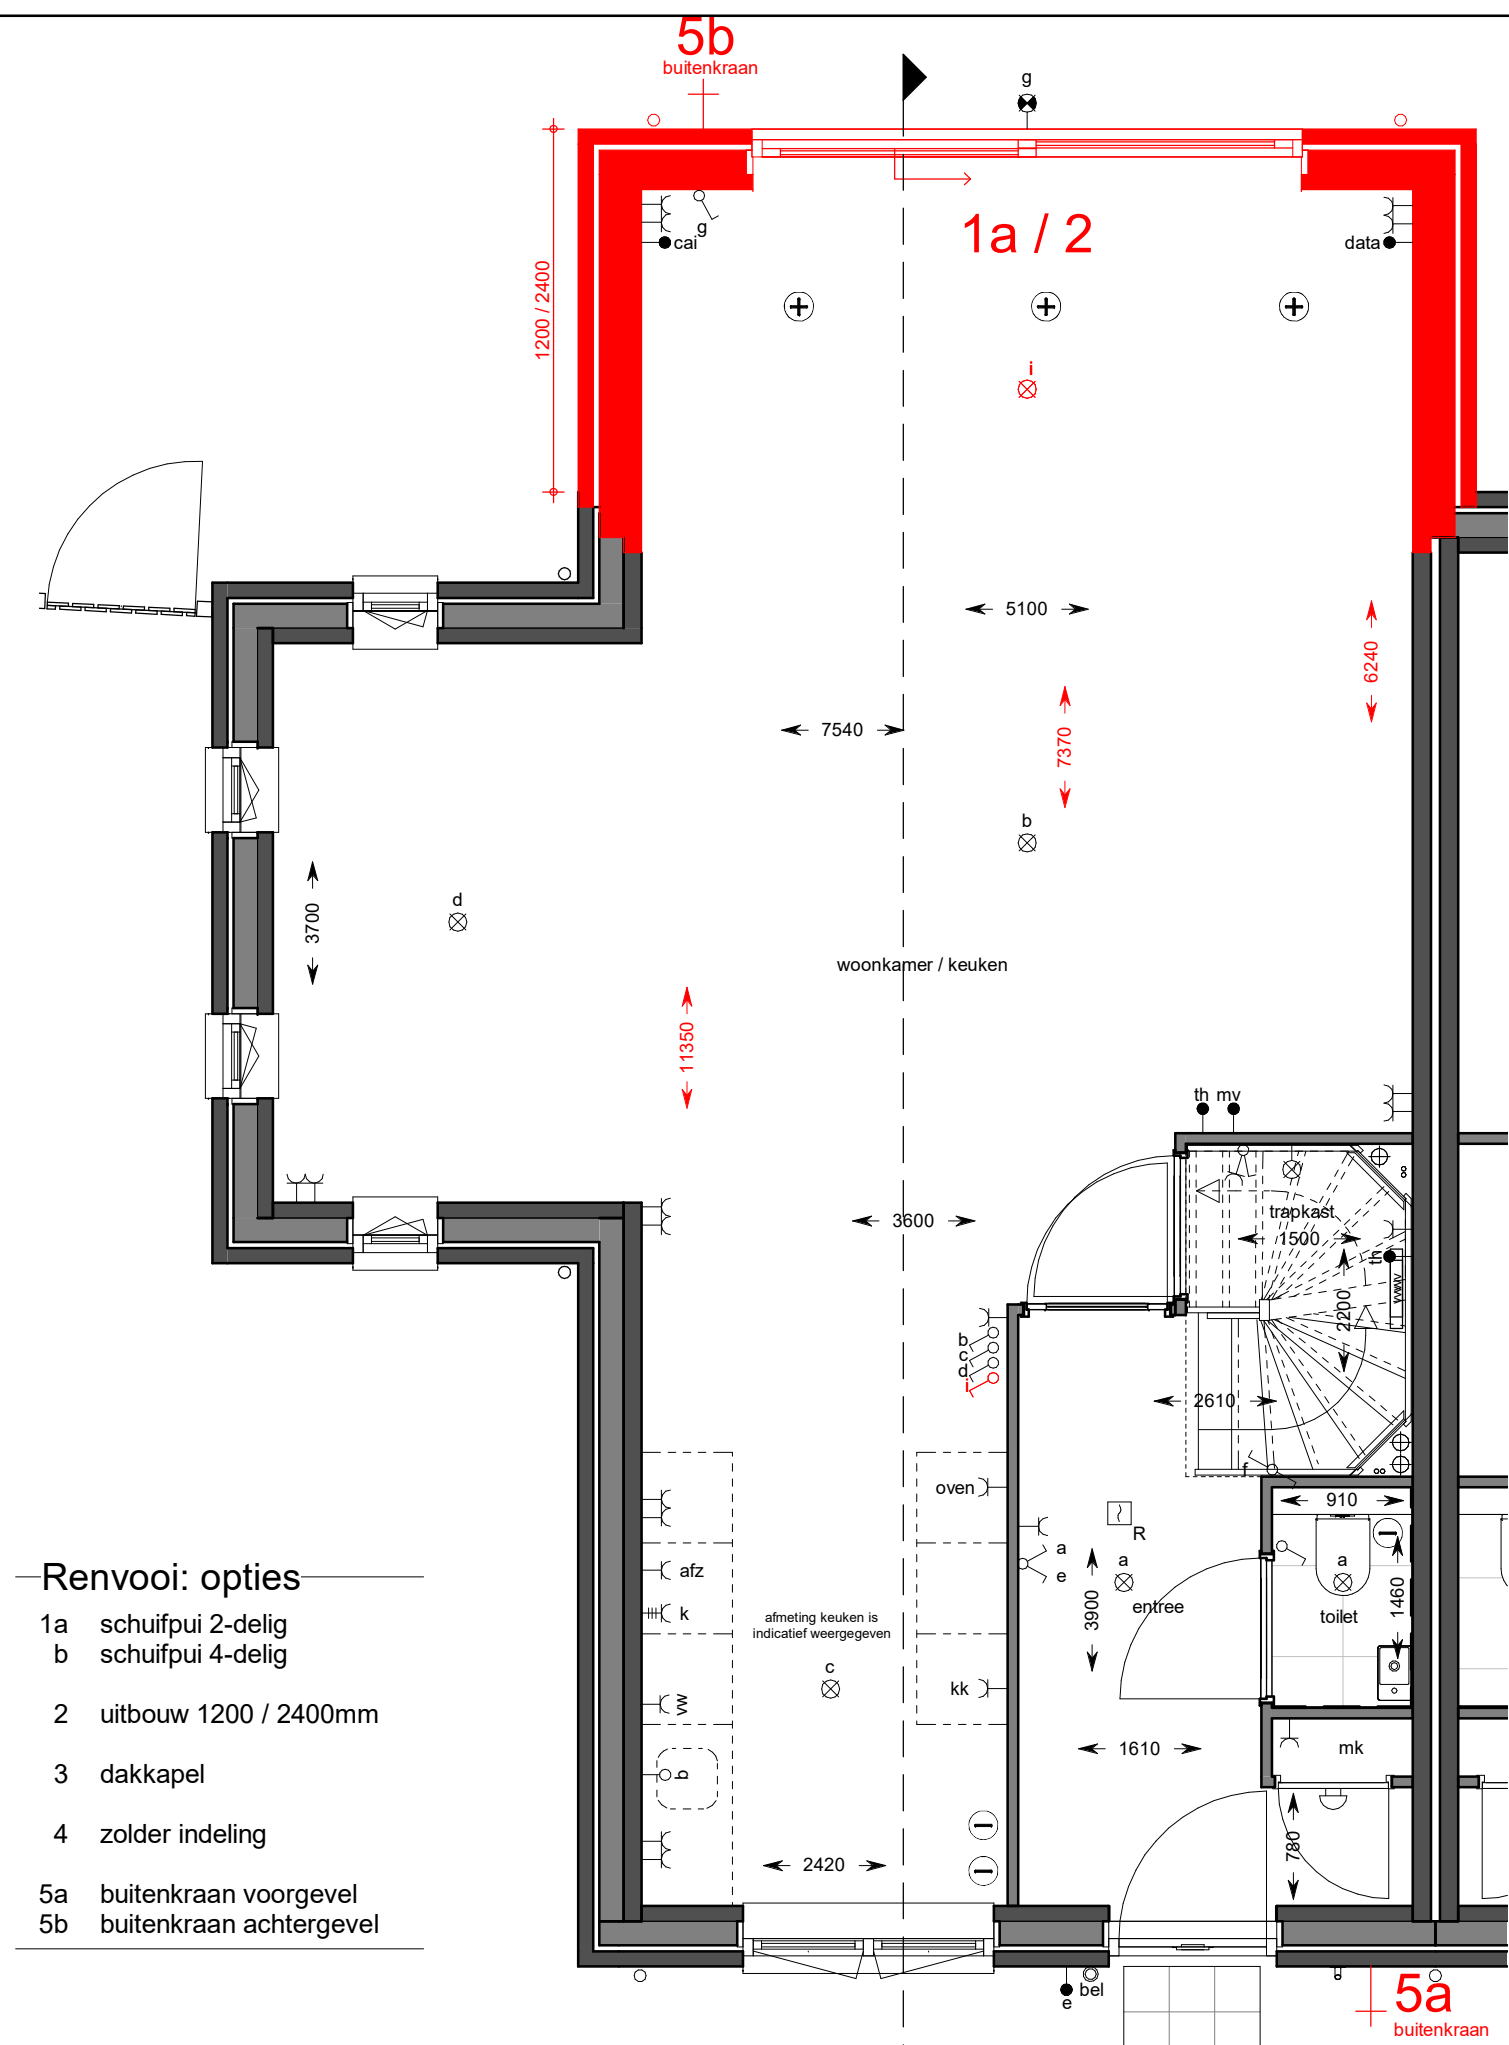 5b
buitenkraan
g
g
cai
1a / 2
data
1200 / 2400
i
5100
6240
7540
7370
b
d
3700
woonkamer / keuken
11350
th mv
3600
trapkast
1500
th
wvw
2200
b
c
d
i
2610
f
oven
910
R
a
e
a
a
afz
k
3900
entree
1460
toilet
afmeting keuken is
indicatief weergegeven
c
kk
vw
1610
mk
b
780
2420
e
bel
5a
buitenkraan
Renvooi: opties
1a schuifpui 2-delig
b schuifpui 4-delig
2 uitbouw 1200 / 2400mm
3 dakkapel
4 zolder indeling
5a buitenkraan voorgevel
5b buitenkraan achtergevel